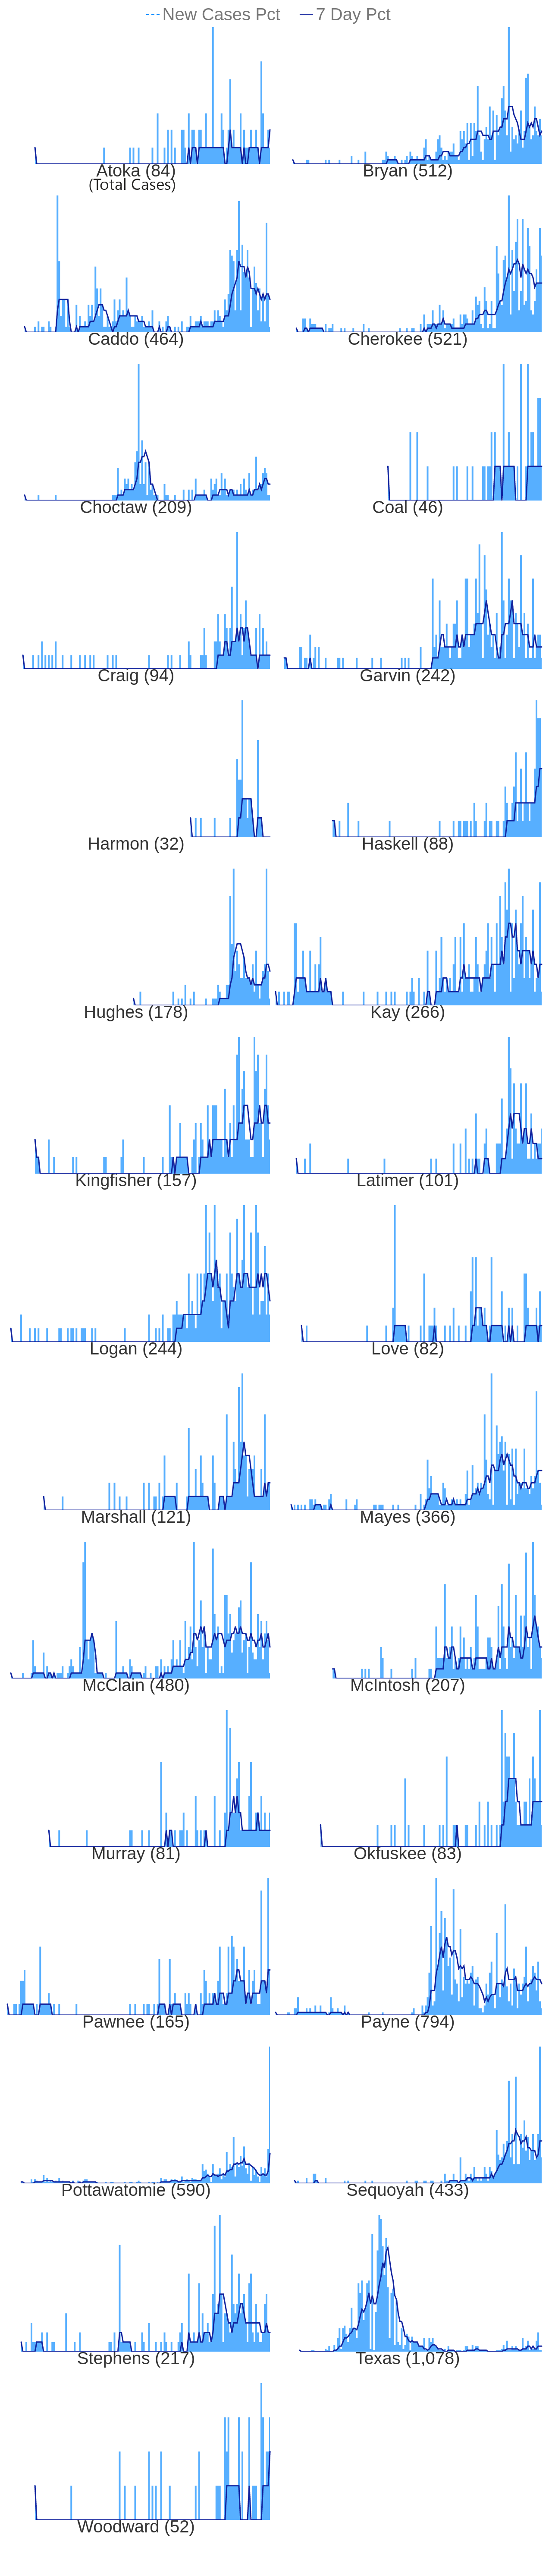 New Cases Pct 7 Day Pct
Atoka (84) Bryan (512)
(Total Cases)
Caddo (464) Cherokee (521)
Choctaw (209) Coal (46)
Craig (94) Garvin (242)
Harmon (32) Haskell (88)
Hughes (178) Kay (266)
Kingfisher (157) Latimer (101)
Logan (244) Love (82)
Marshall (121) Mayes (366)
McClain (480) McIntosh (207)
Murray (81) Okfuskee (83)
Pawnee (165) Payne (794)
Pottawatomie (590) Sequoyah (433)
Stephens (217) Texas (1,078)
Woodward (52)